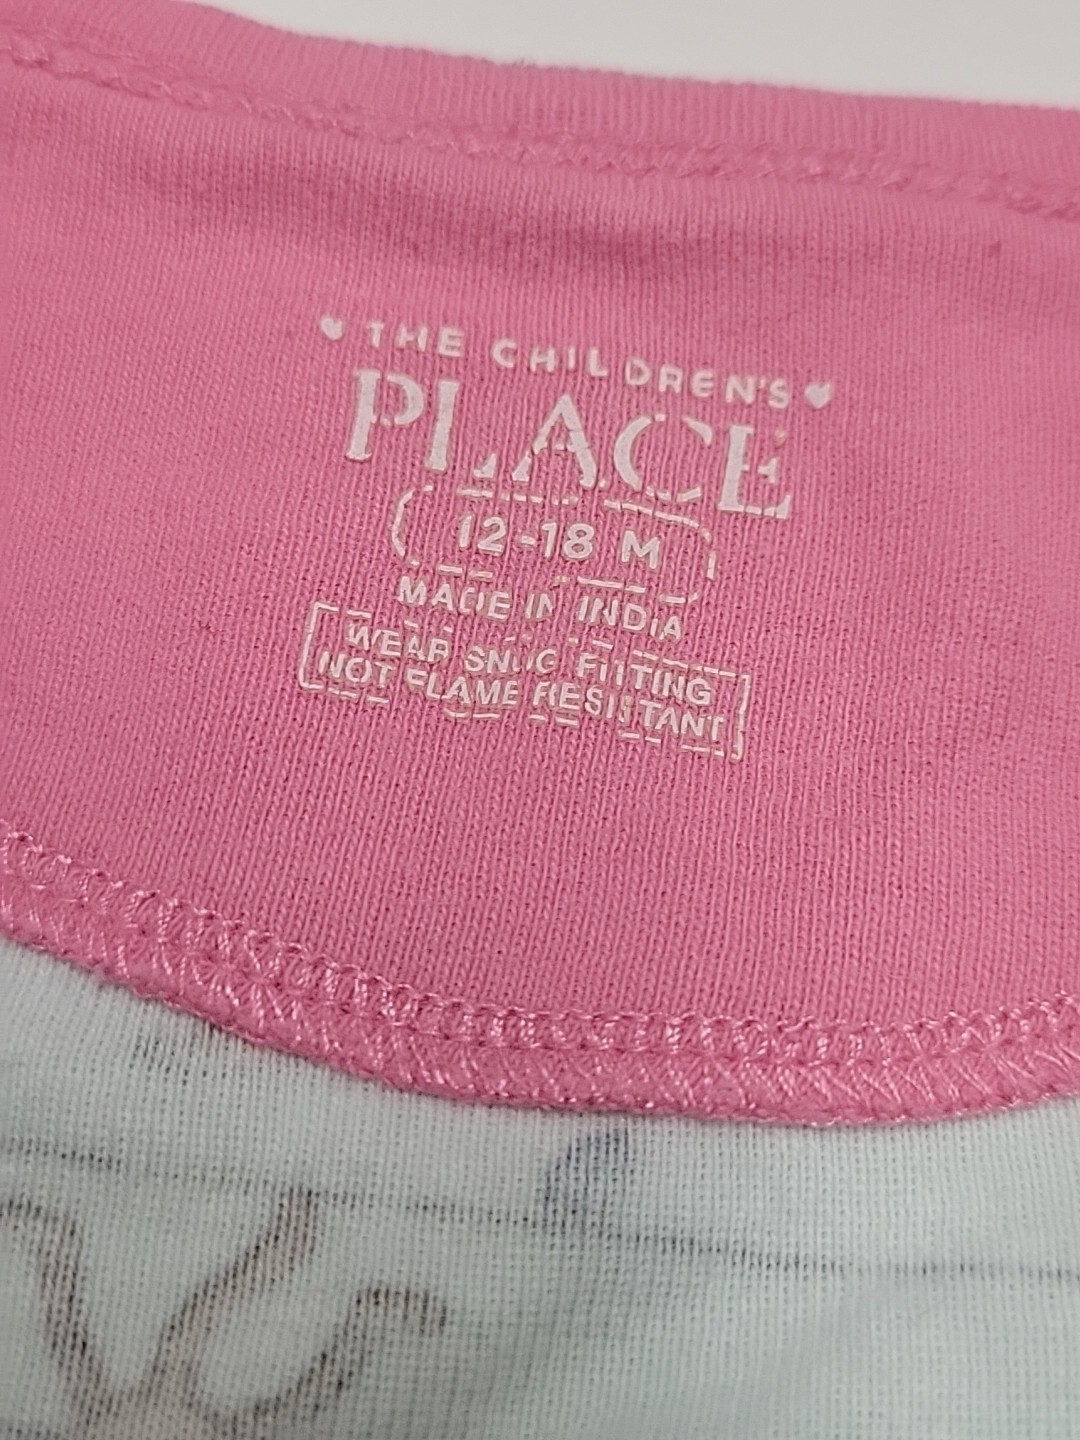 THE CHILDREN'S
PLACE
12-18 M
MADE IN INDIA
WEAR SNUG FITTING
NOT FLAME RESISTANT